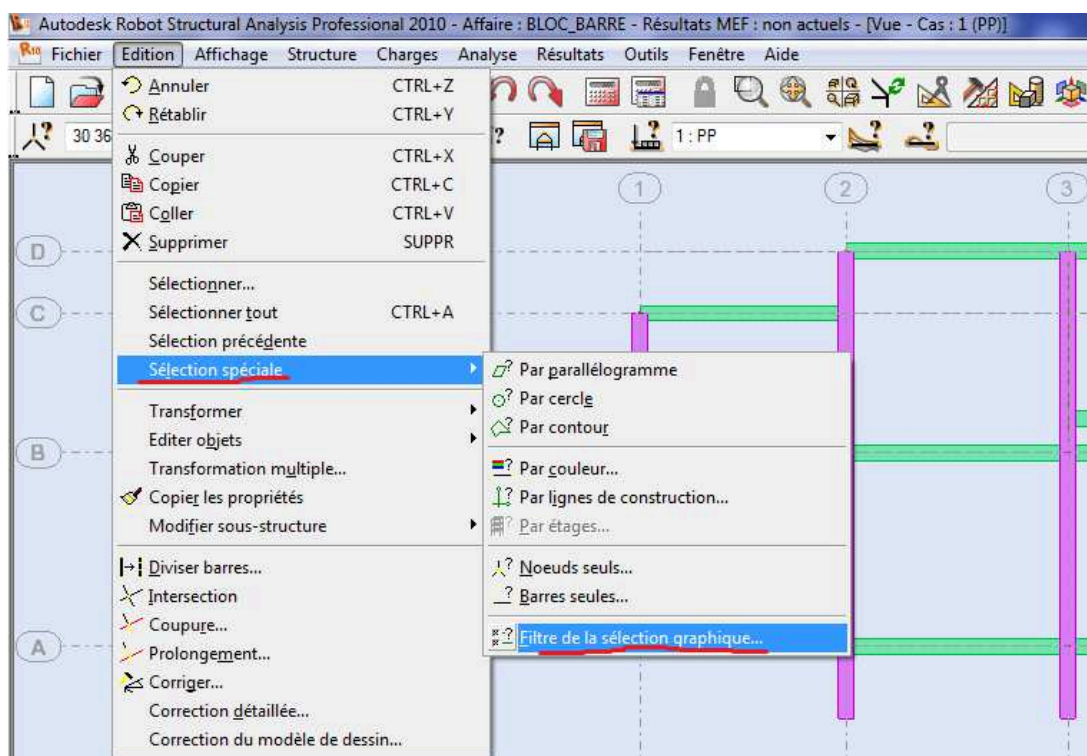 Autodesk Robot Structural Analysis Professional 2010 - Affaire : BLOC_BARRE - Résultats MEF : non actuels - [Vue - Cas : 1 (PP)]
Fichier Edition Affichage Structure Charges Analyse Résultats Outils Fenêtre Aide
30 36
1 : PP
Annuler CTRL+Z
Rétablir CTRL+Y
Couper CTRL+X
Copier CTRL+C
Coller CTRL+V
Supprimer SUPPR
Sélectionner...
Sélectionner tout CTRL+A
Sélection précédente
Sélection spéciale
Transformer
Editer objets
Transformation multiple...
Copier les propriétés
Modifier sous-structure
Diviser barres...
Intersection
Coupure...
Prolongement...
Corriger...
Correction détaillée...
Correction du modèle de dessin...
Par parallélogramme
Par cercle
Par contour
Par couleur...
Par lignes de construction...
Par étages...
Noeuds seuls...
Barres seules...
Filtre de la sélection graphique...
1 2 3
D
C
B
A